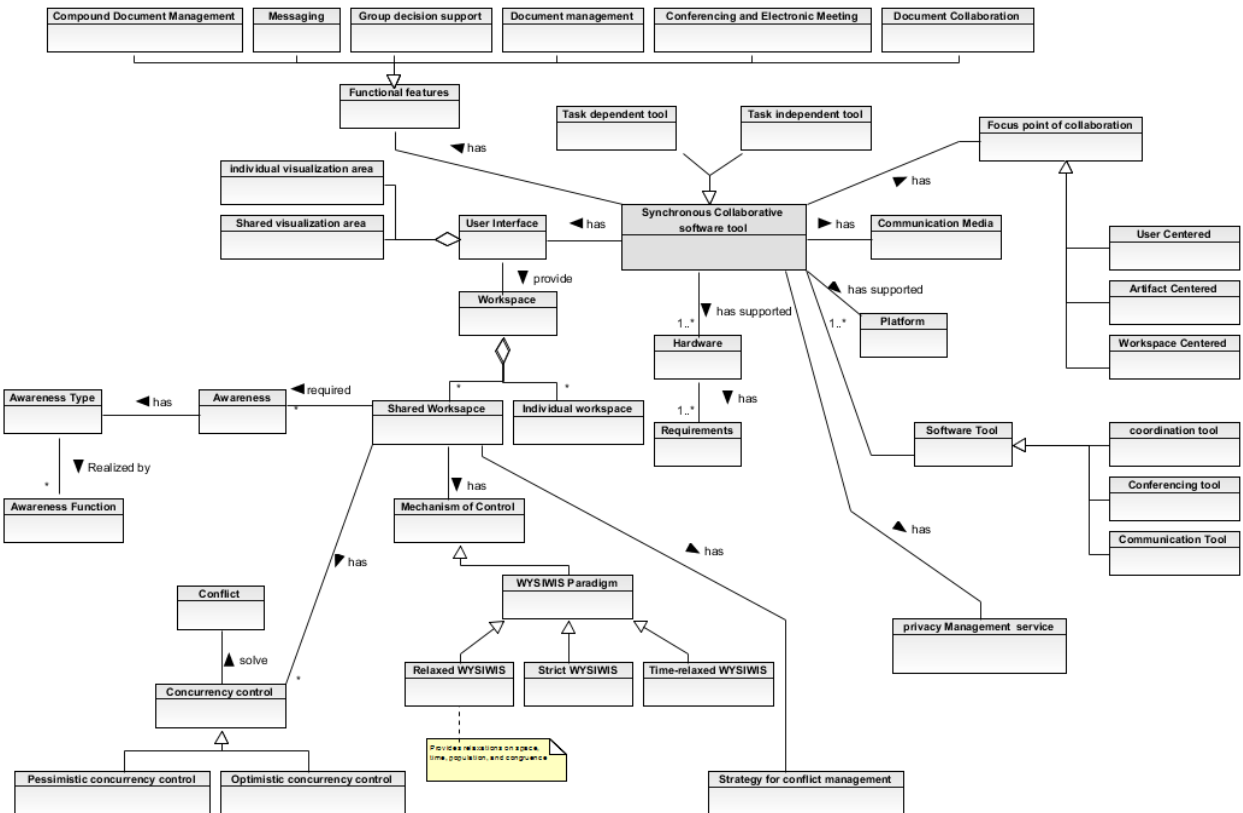 Compound Document Management
Messaging
Group decision support
Document management
Conferencing and Electronic Meeting
Document Collaboration
Functional features
Task dependent tool
Task independent tool
Focus point of collaboration
has
has
individual visualization area
Shared visualization area
User Interface
has
Synchronous Collaborative
software tool
has
Communication Media
User Centered
Artifact Centered
Workspace Centered
provide
Workspace
has supported
1..*
Hardware
has
1..*
Requirements
has supported
Platform
1..*
Software Tool
coordination tool
Conferencing tool
Communication Tool
Awareness Type
has
Awareness
required
*
*
*
Shared Worksapce
Individual workspace
Realized by
*
Awareness Function
has
Mechanism of Control
has
has
has
privacy Management service
WYSIWIS Paradigm
Conflict
solve
*
Concurrency control
Relaxed WYSIWIS
Strict WYSIWIS
Time-relaxed WYSIWIS
Provides relaxations on space,
time, population, and congruence
Pessimistic concurrency control
Optimistic concurrency control
Strategy for conflict management